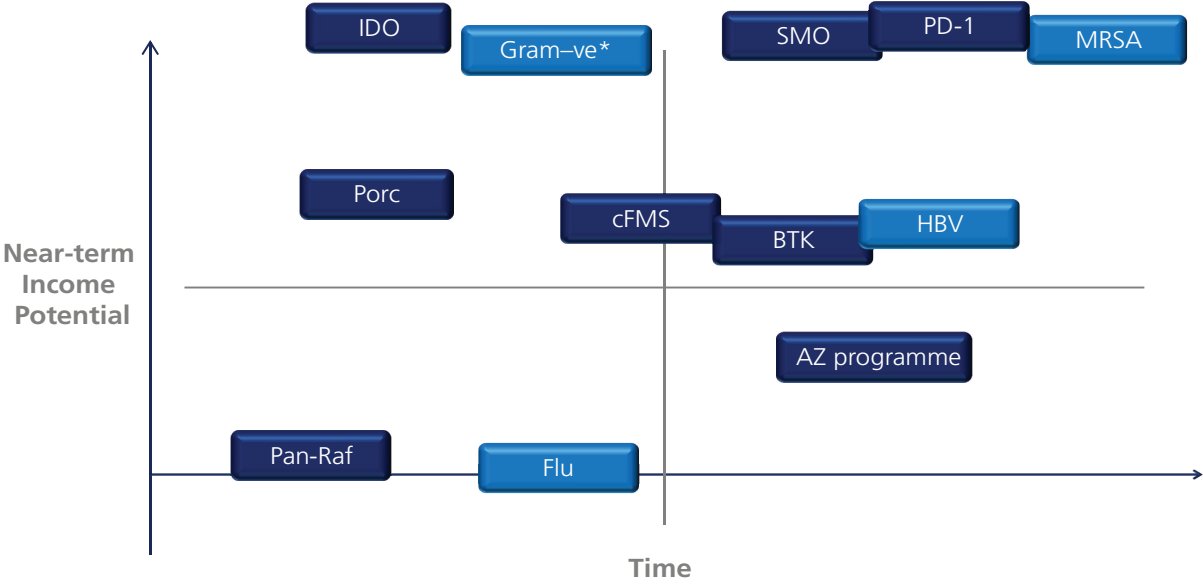 IDO
Gram–ve*
SMO
PD-1
MRSA
Porc
cFMS
BTK
HBV
Near-term
Income
Potential
AZ programme
Pan-Raf
Flu
Time